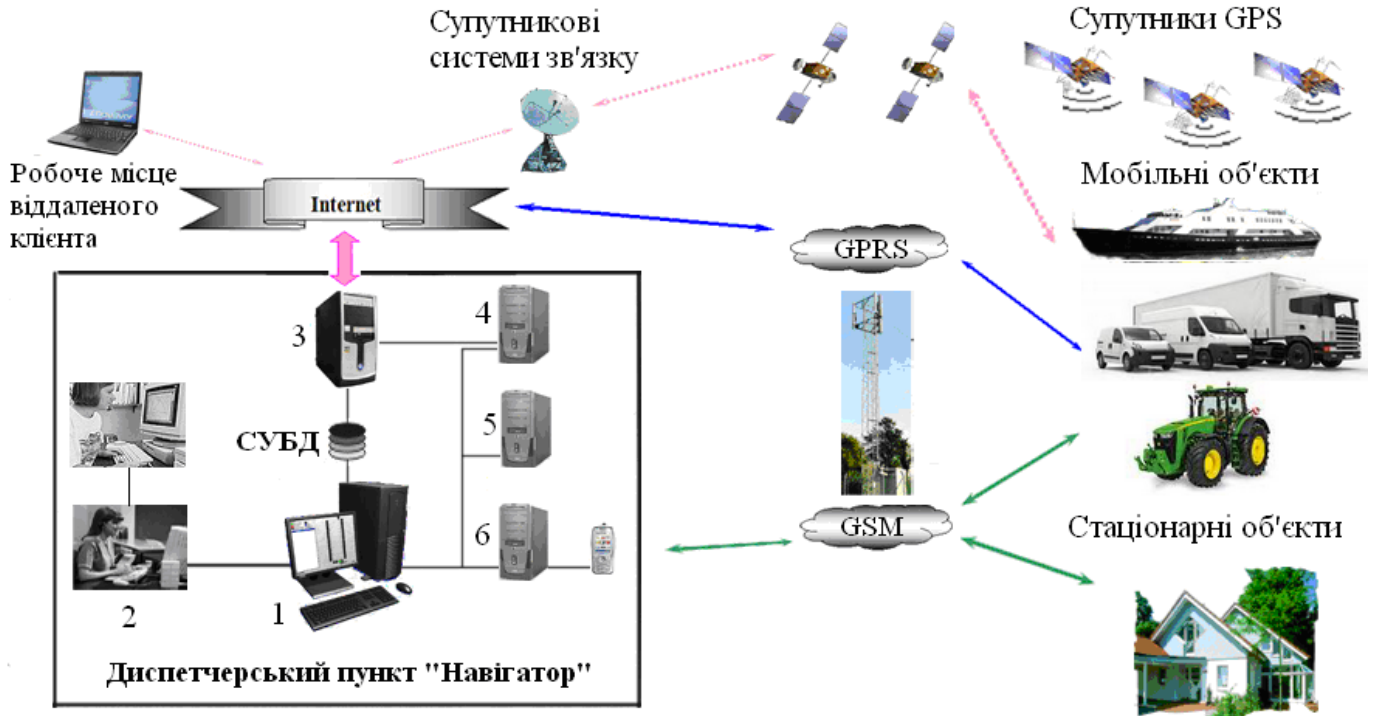 Супутникові
системи зв'язку
Супутники GPS
Робоче місце
віддаленого
клієнта
Internet
Мобільні об'єкти
GPRS
3
4
СУБД
5
6
GSM
Стаціонарні об'єкти
2
1
Диспетчерський пункт "Навігатор"